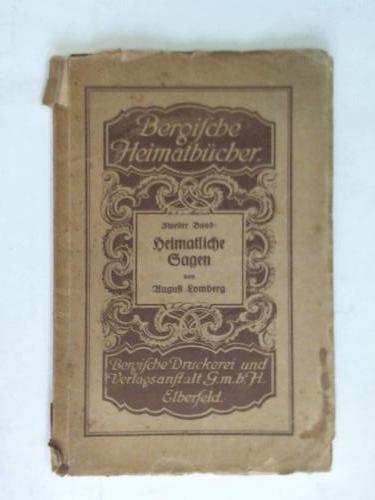 Bergische
Heimatbücher.
Zweiter Band:
Heimatliche
Sagen
von
August Lomberg
Bergische Druckerei und
Verlagsanstalt G.m.b.H.
Elberfeld.